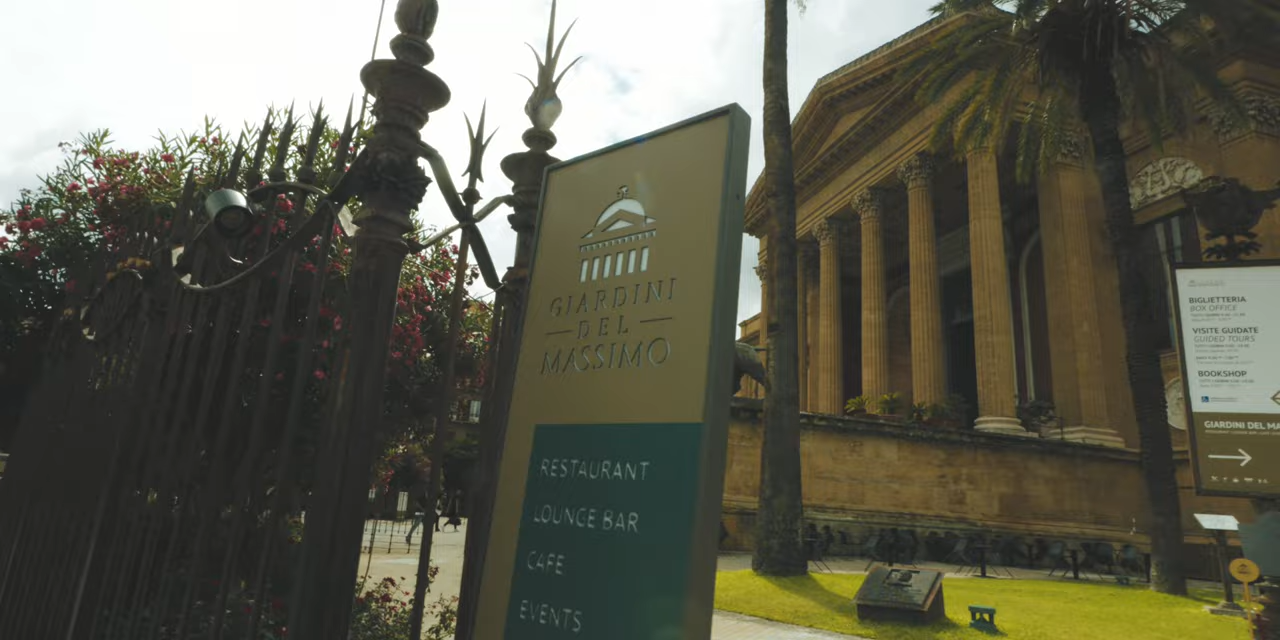 GIARDINI
DEL
MASSIMO
RESTAURANT
LOUNGE BAR
CAFE
EVENTS
BIGLIETTERIA
BOX OFFICE
VISITE GUIDATE
GUIDED TOURS
BOOKSHOP
GIARDINI DEL MA